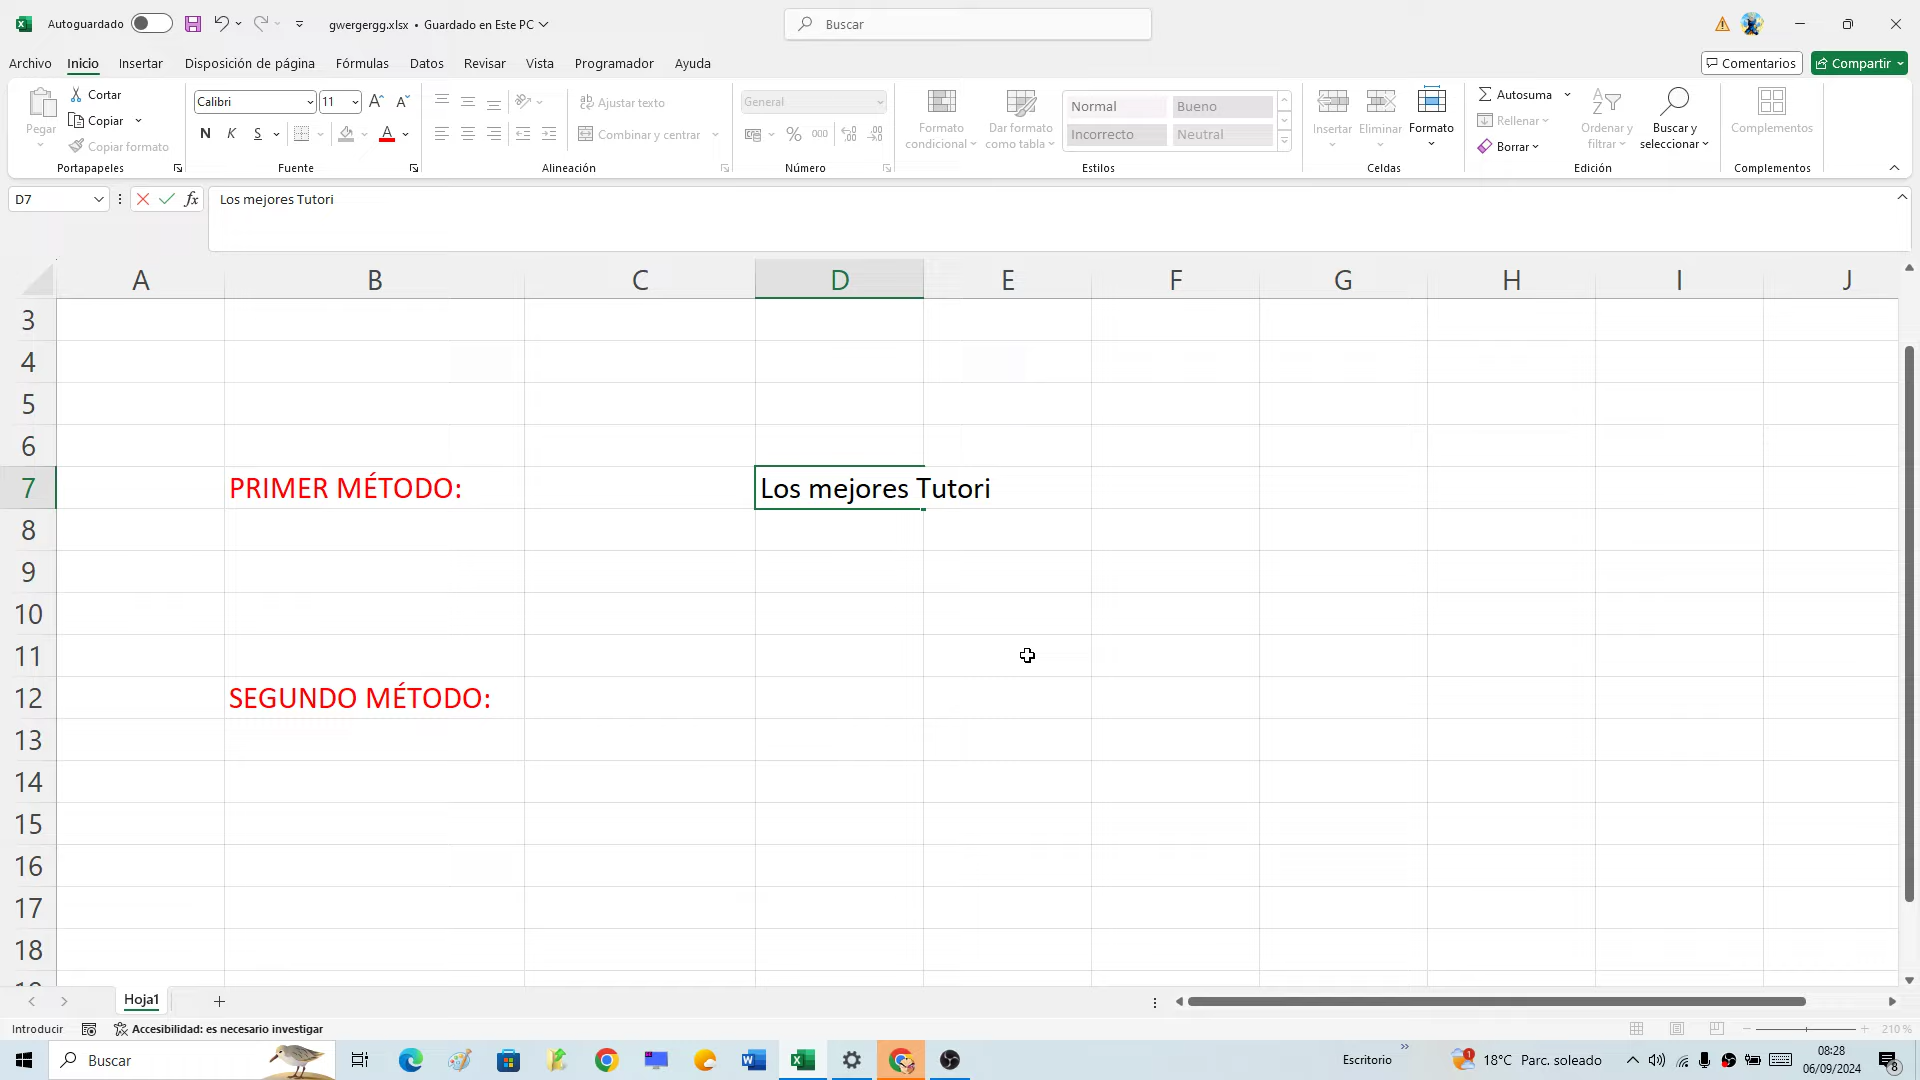 Autoguardado
gwergergg.xlsx • Guardado en Este PC
Buscar
Archivo Inicio Insertar Disposición de página Fórmulas Datos Revisar Vista Programador Ayuda
Comentarios
Compartir
Pegar
Cortar
Copiar
Copiar formato
Portapapeles
Calibri 11
N K S
Fuente
Ajustar texto
Combinar y centrar
Alineación
General
% 000
Número
Formato condicional
Dar formato como tabla
Normal Bueno
Incorrecto Neutral
Estilos
Insertar Eliminar Formato
Celdas
Autosuma
Rellenar
Borrar
Ordenar y filtrar
Buscar y seleccionar
Edición
Complementos
Complementos
D7
fx
Los mejores Tutori
A B C D E F G H I J
3
4
5
6
7 PRIMER MÉTODO: Los mejores Tutori
8
9
10
11
12 SEGUNDO MÉTODO:
13
14
15
16
17
18
Hoja1
Introducir
Accesibilidad: es necesario investigar
210 %
Buscar
Escritorio
18°C Parc. soleado
08:28
06/09/2024